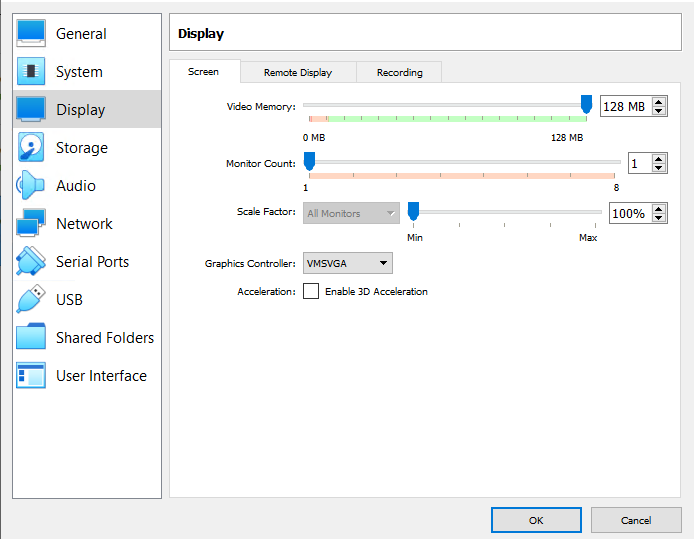 General
System
Display
Storage
Audio
Network
Serial Ports
USB
Shared Folders
User Interface
Display
Screen
Remote Display
Recording
Video Memory:
128 MB
0 MB
128 MB
Monitor Count:
1
1
8
Scale Factor:
All Monitors
100%
Min
Max
Graphics Controller:
VMSVGA
Acceleration:
Enable 3D Acceleration
OK
Cancel